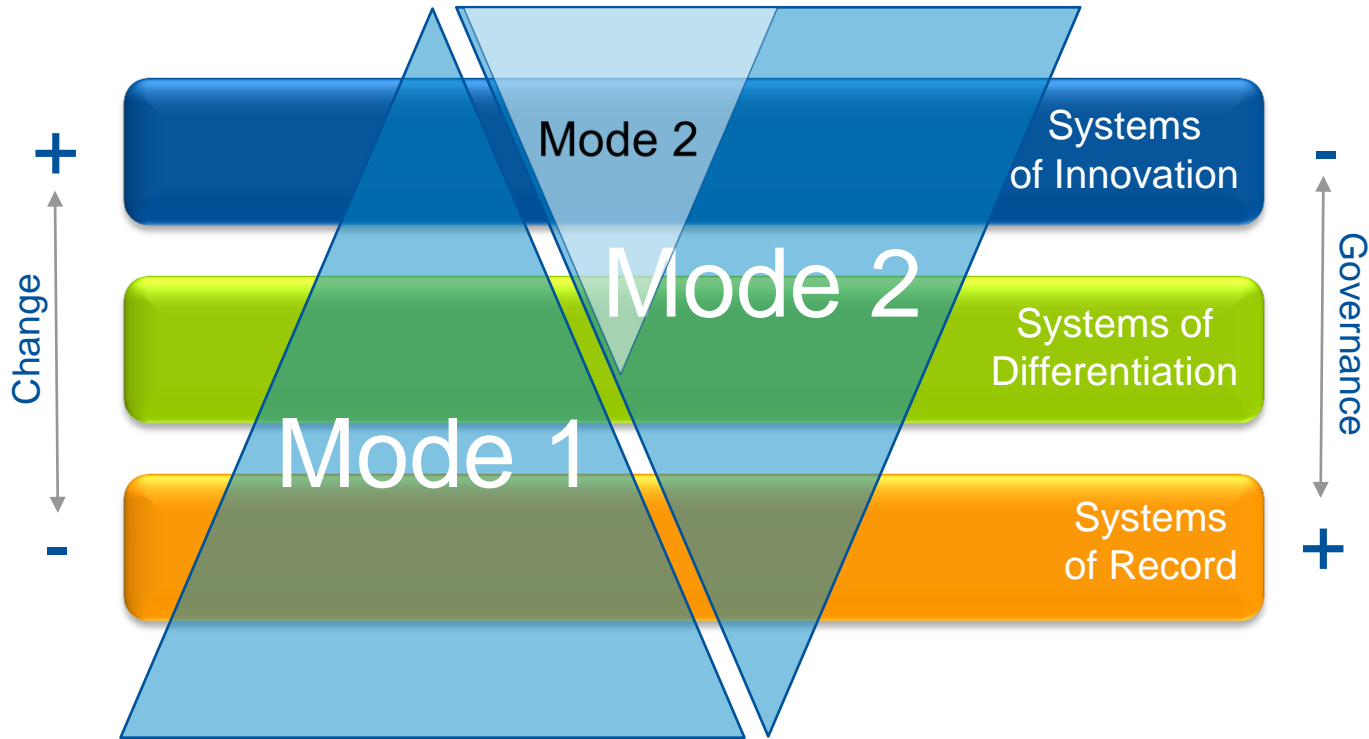 Systems
of Innovation
Mode 2
+
-
Mode 2
Change
Governance
Systems of
Differentiation
Mode 1
Systems
of Record
-
+